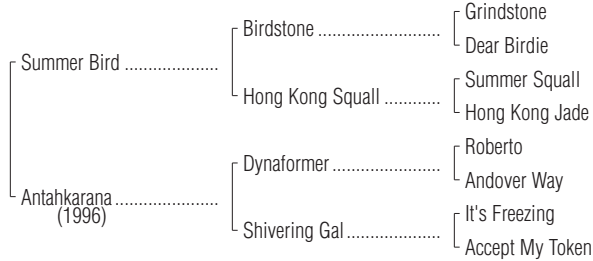 Grindstone
Birdstone ........................
Dear Birdie
Summer Bird ...................
Summer Squall
Hong Kong Squall ...........
Hong Kong Jade
Roberto
Dynaformer .....................
Andover Way
Antahkarana ....................
(1996)
It's Freezing
Shivering Gal ..................
Accept My Token